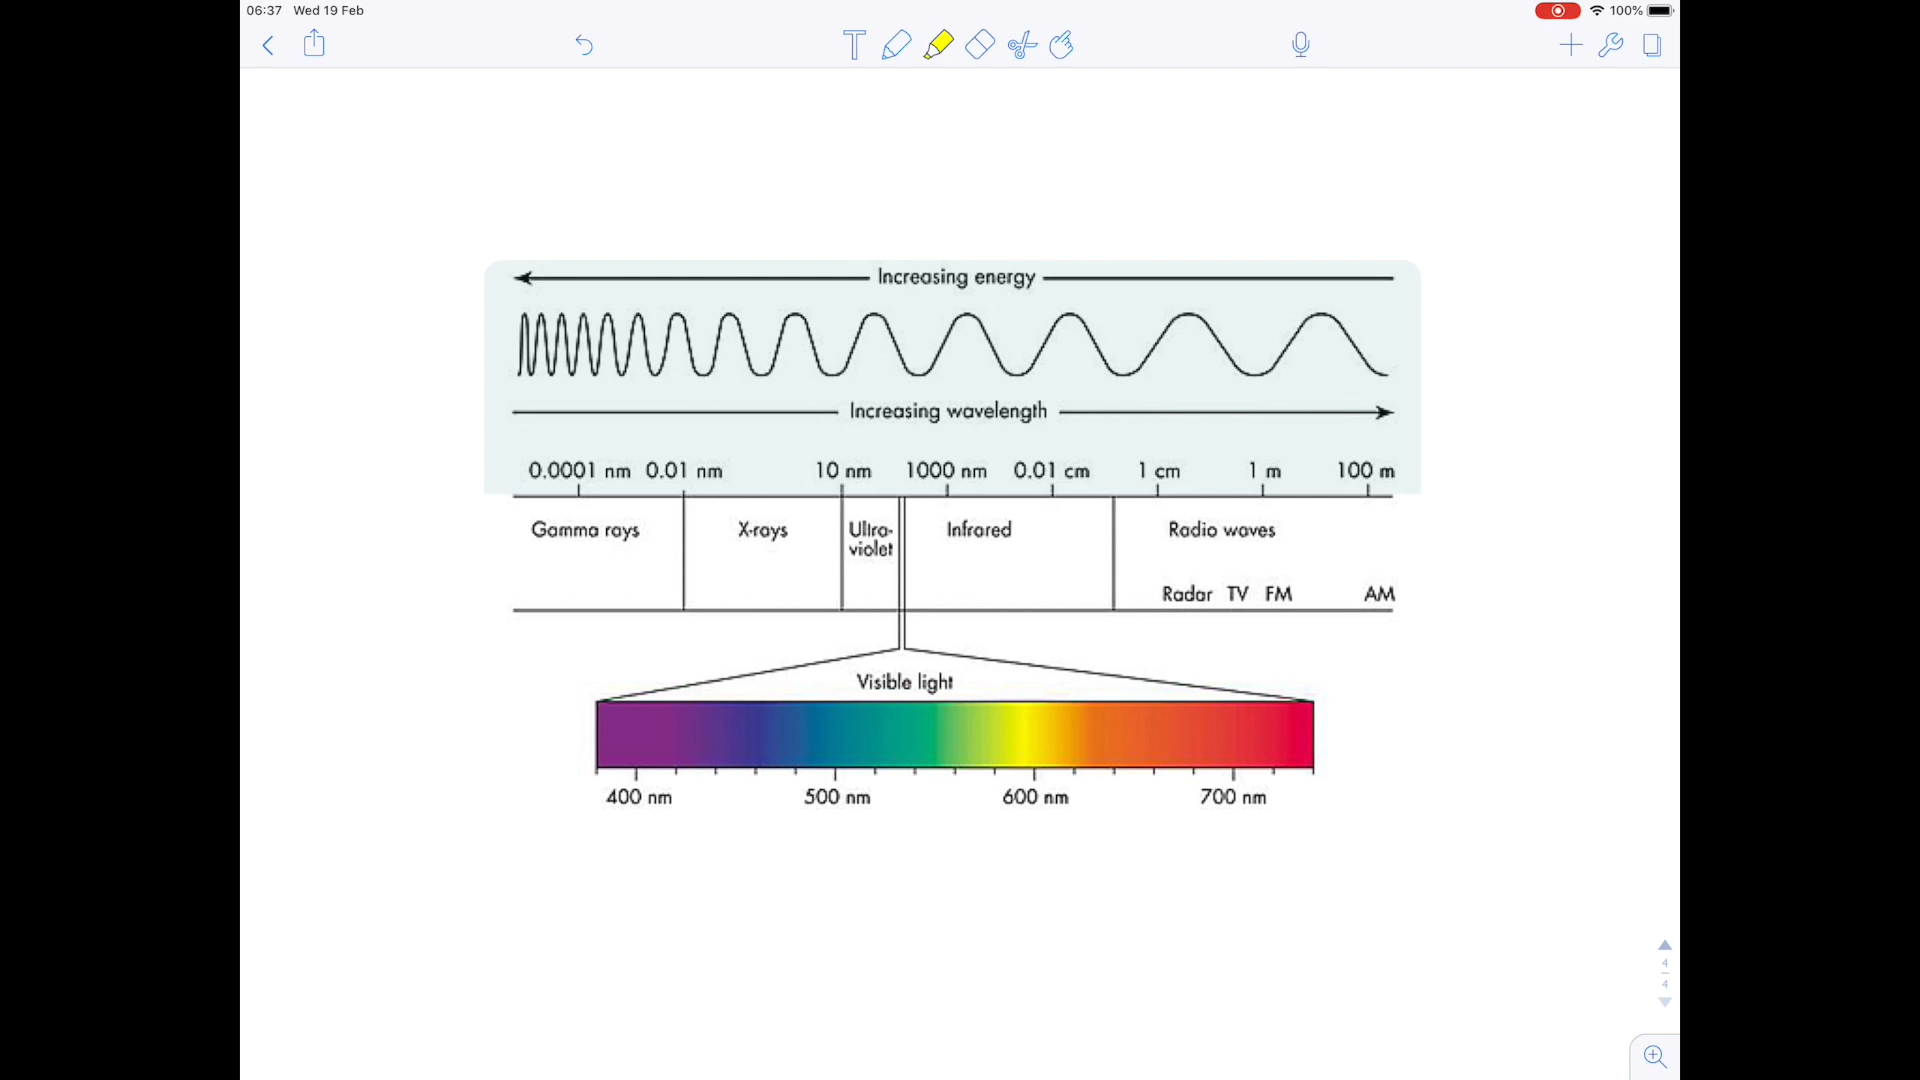 06:37 Wed 19 Feb
100%
T
Increasing energy
Increasing wavelength
0.0001 nm 0.01 nm 10 nm 1000 nm 0.01 cm 1 cm 1 m 100 m
Gamma rays X-rays Ultra- Infrared Radio waves
violet
Radar TV FM AM
Visible light
400 nm 500 nm 600 nm 700 nm
4
4